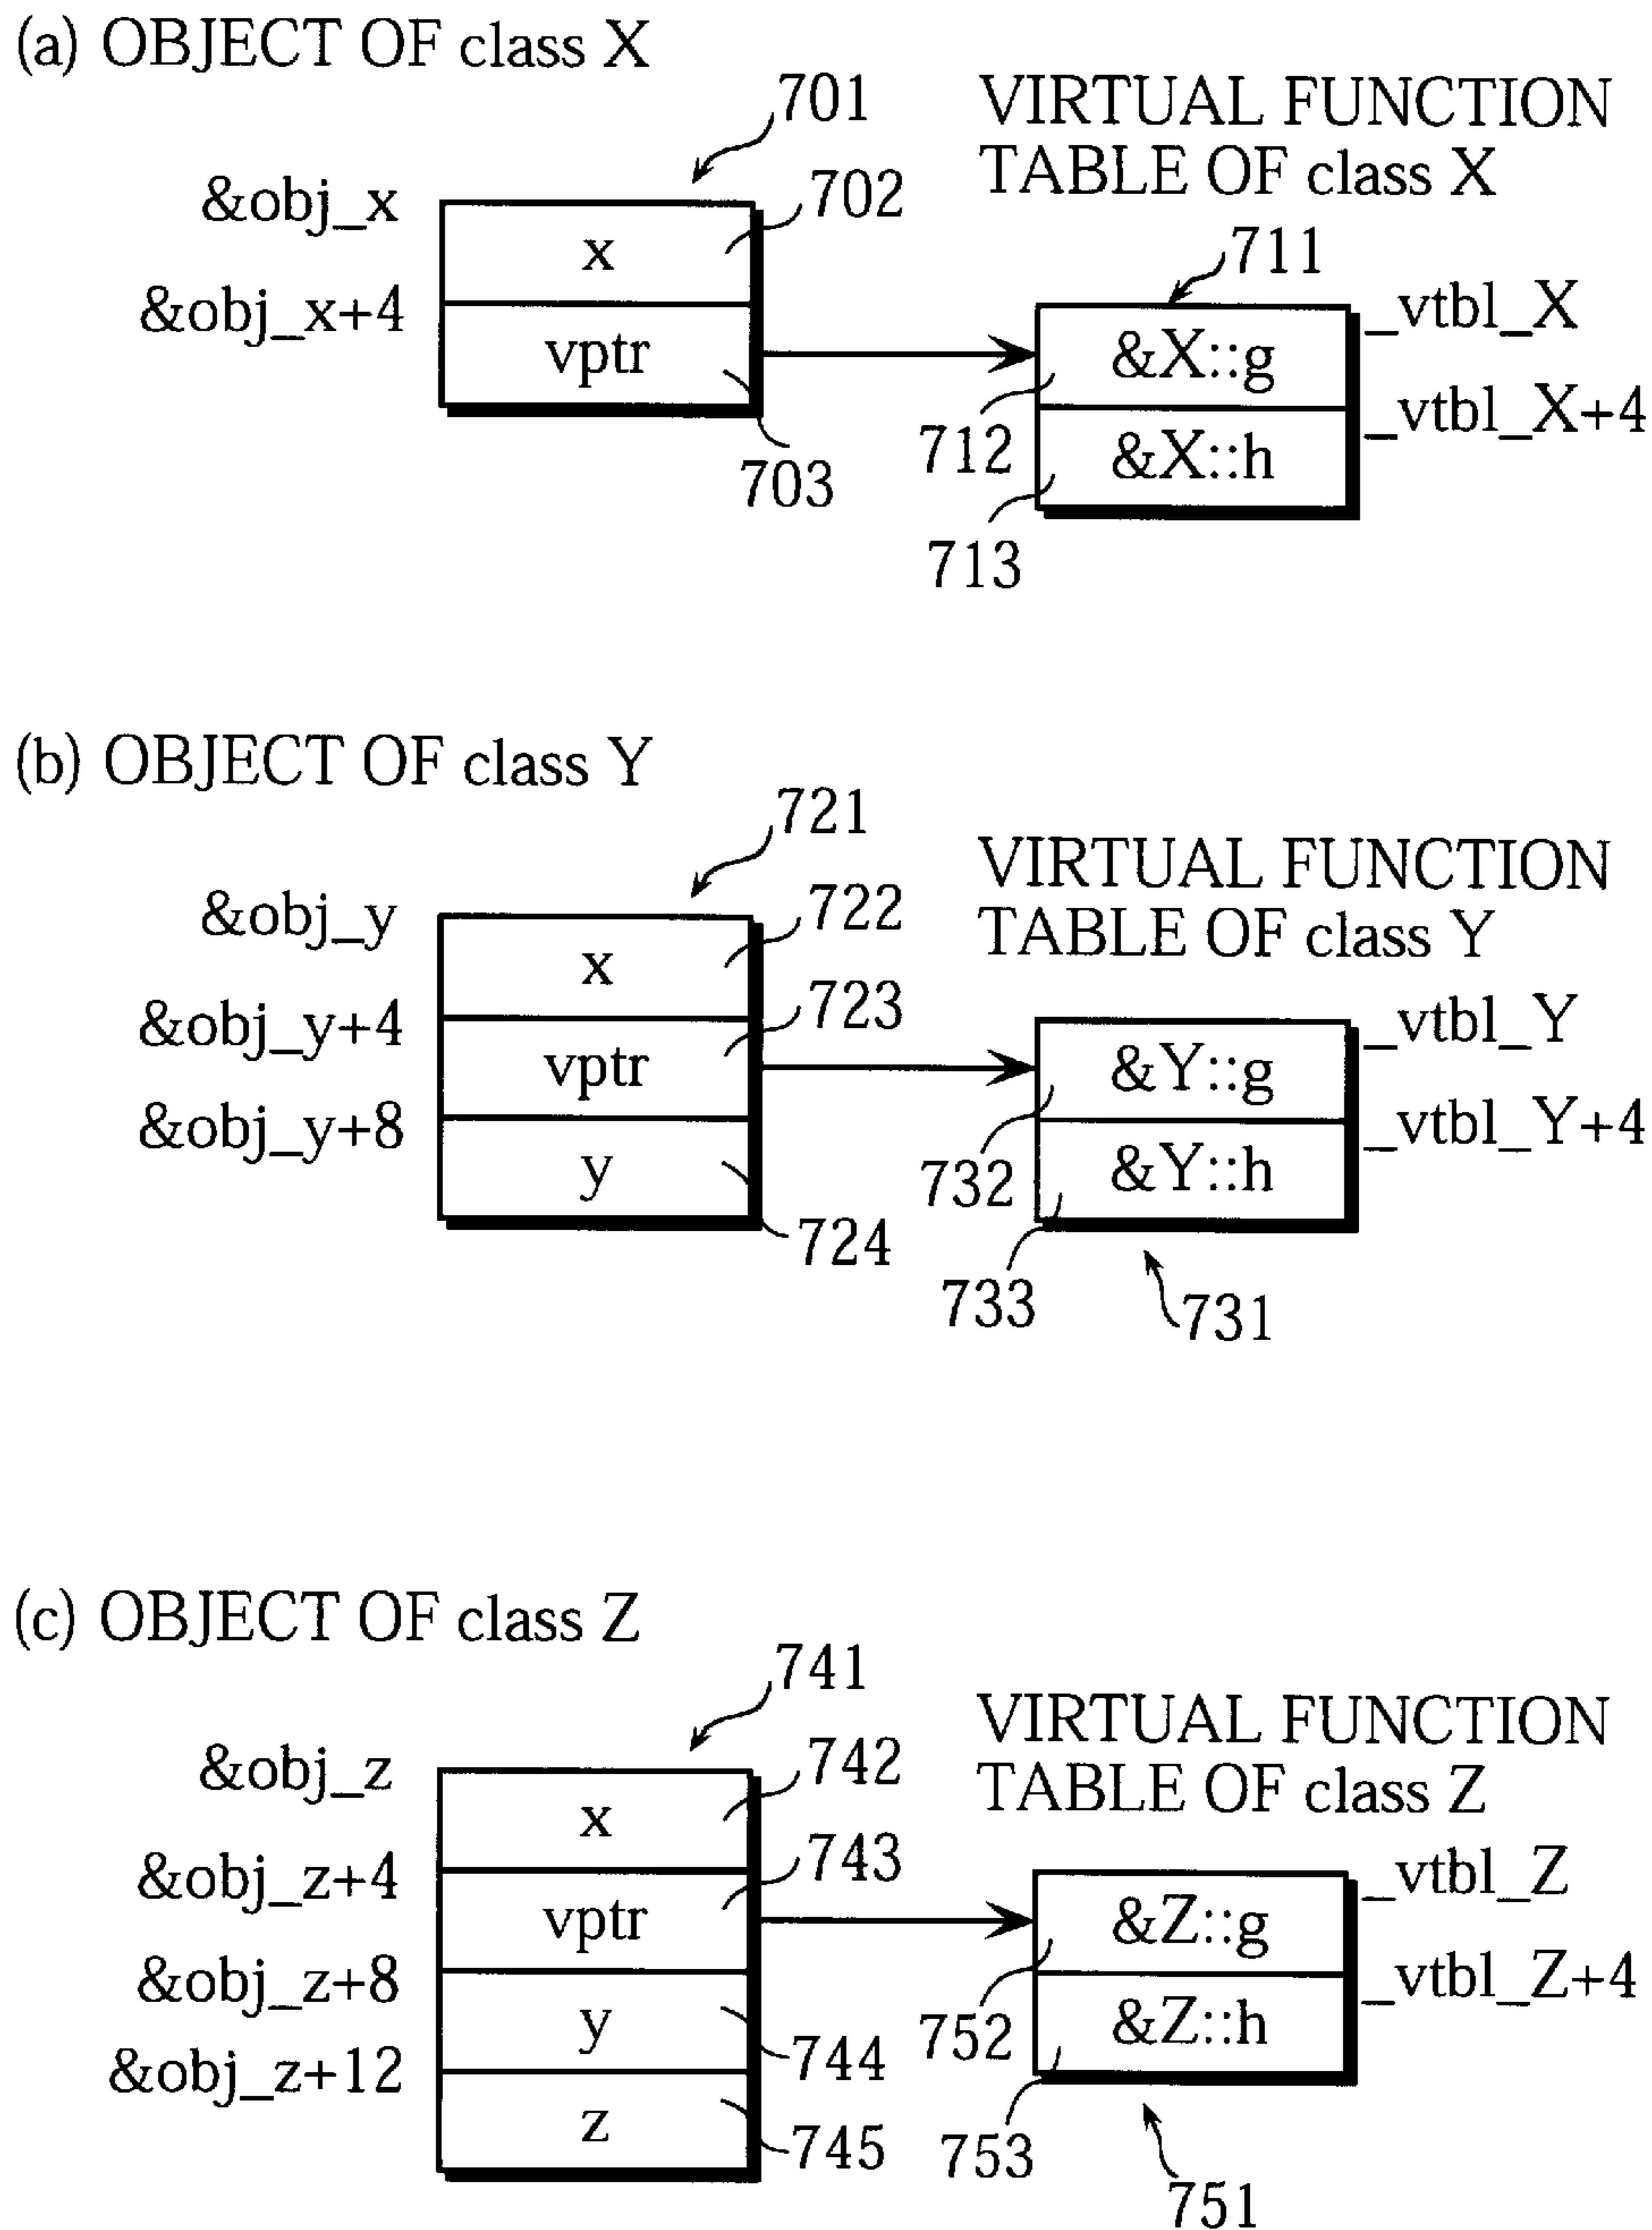 (a) OBJECT OF class X
701
VIRTUAL FUNCTION
TABLE OF class X
&obj_x
702
x
711
&obj_x+4
_vtbl_X
vptr
&X::g
_vtbl_X+4
703
712
&X::h
713
(b) OBJECT OF class Y
721
VIRTUAL FUNCTION
TABLE OF class Y
&obj_y
722
x
&obj_y+4
723
_vtbl_Y
vptr
&Y::g
&obj_y+8
_vtbl_Y+4
y
732
&Y::h
724
733
731
(c) OBJECT OF class Z
741
VIRTUAL FUNCTION
TABLE OF class Z
&obj_z
742
x
&obj_z+4
743
_vtbl_Z
vptr
&Z::g
&obj_z+8
_vtbl_Z+4
y
752
&Z::h
744
&obj_z+12
z
745
753
751